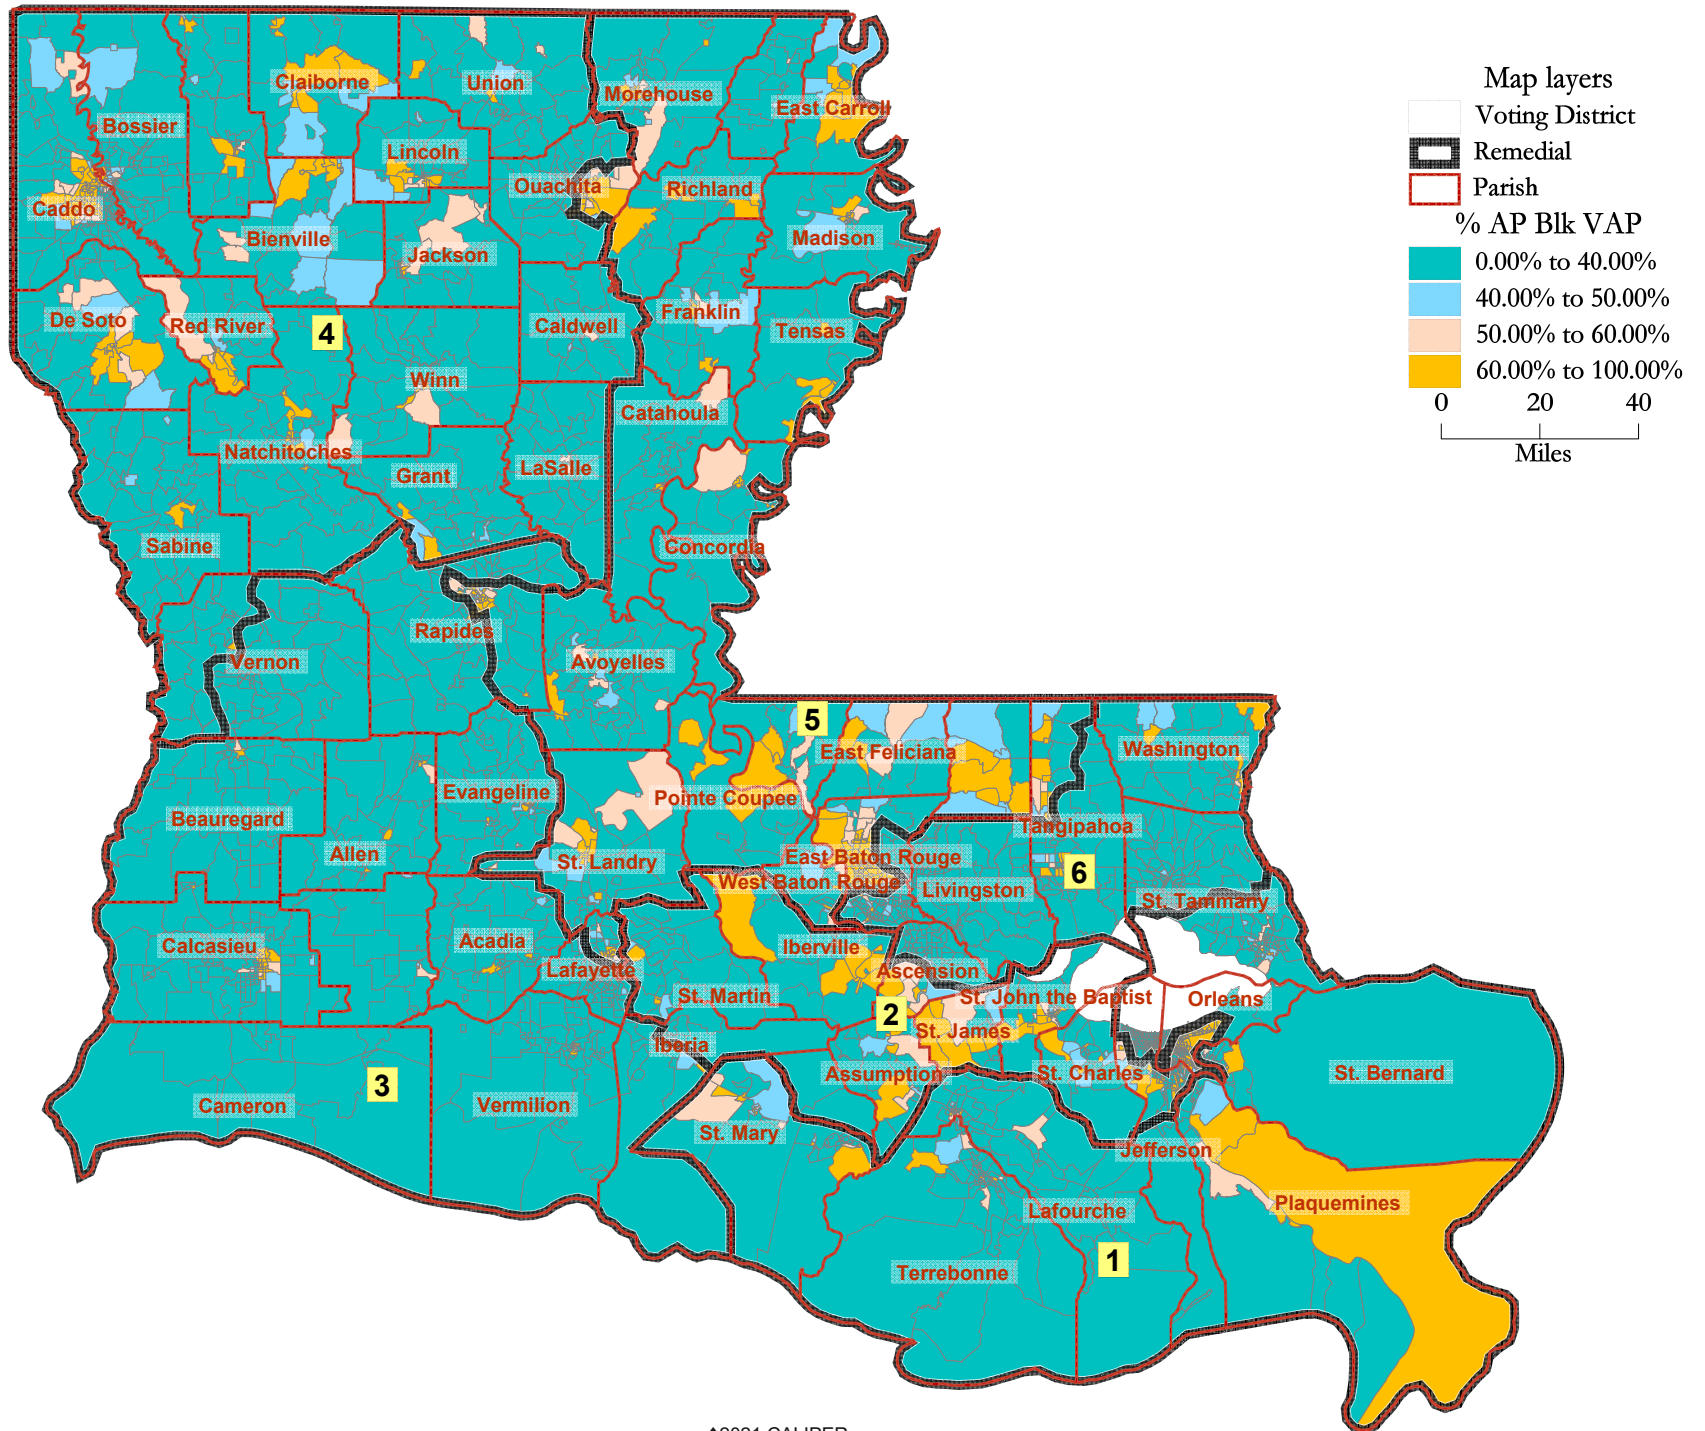 Map layers
Voting District
Remedial
Parish
% AP Blk VAP
0.00% to 40.00%
40.00% to 50.00%
50.00% to 60.00%
60.00% to 100.00%
0 20 40
Miles
Claiborne
Union
Morehouse
East Carroll
Bossier
Lincoln
Ouachita
Richland
Caddo
Bienville
Jackson
Madison
De Soto
Red River
4
Caldwell
Franklin
Tensas
Winn
Catahoula
Natchitoches
Grant
LaSalle
Sabine
Concordia
Rapides
Vernon
Avoyelles
5
East Feliciana
Washington
Evangeline
Pointe Coupee
Beauregard
Tangipahoa
Allen
St. Landry
East Baton Rouge
6
West Baton Rouge
Livingston
St. Tammany
Calcasieu
Acadia
Iberville
Lafayette
Ascension
St. Martin
St. John the Baptist
Orleans
2
St. James
Iberia
Assumption
St. Charles
St. Bernard
3
Cameron
Vermilion
St. Mary
Jefferson
Plaquemines
Lafourche
1
Terrebonne
2021 CALIPER